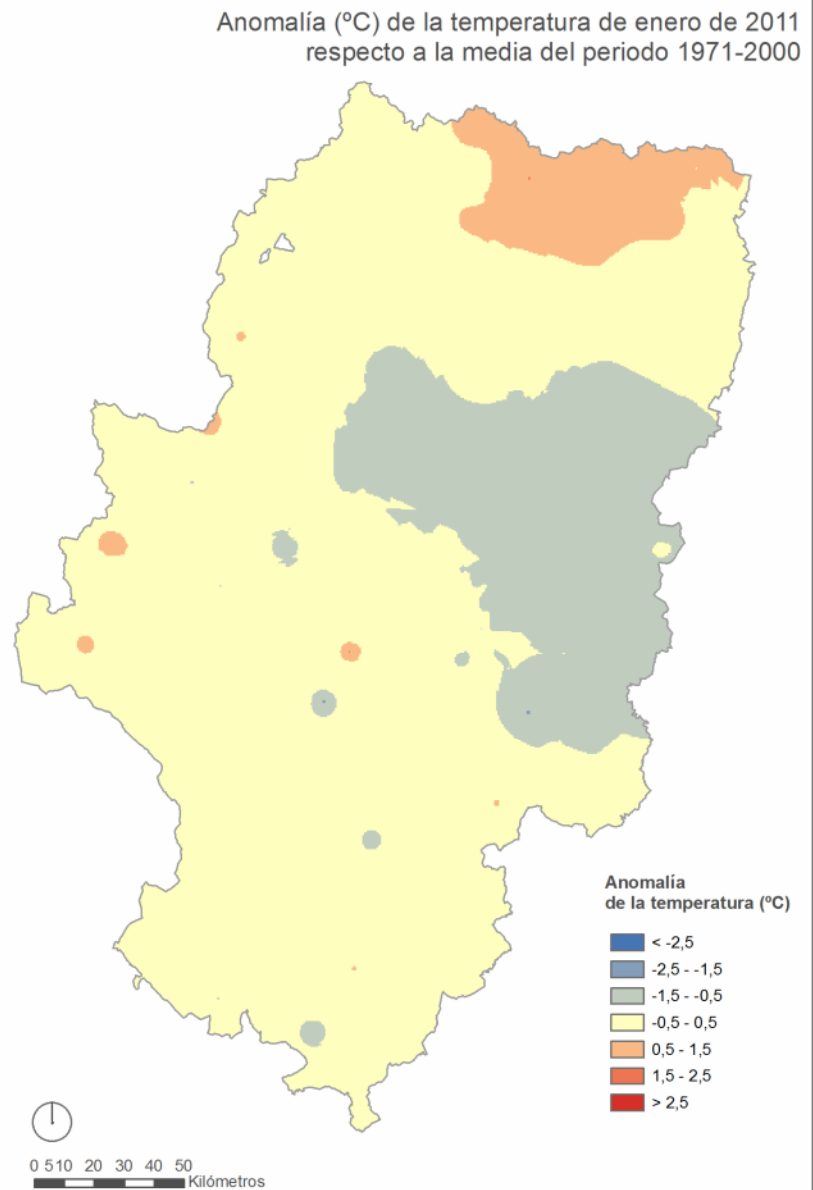 Anomalía (ºC) de la temperatura de enero de 2011
respecto a la media del periodo 1971-2000
Anomalía
de la temperatura (ºC)
< -2,5
-2,5 - -1,5
-1,5 - -0,5
-0,5 - 0,5
0,5 - 1,5
1,5 - 2,5
> 2,5
0 5 10 20 30 40 50
Kilómetros